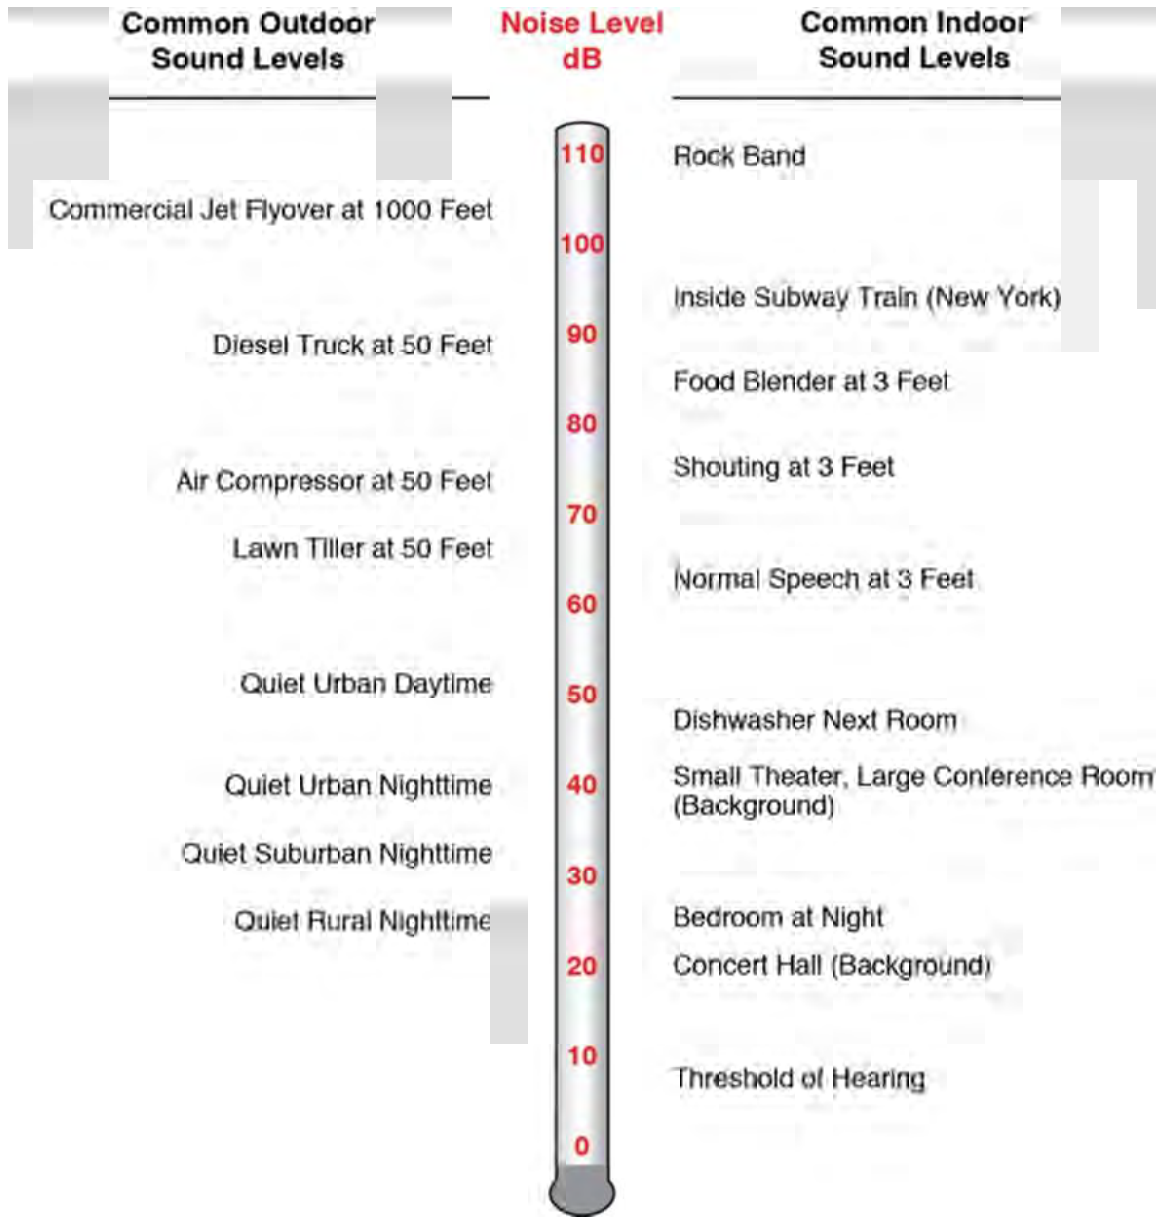 Common Outdoor
Sound Levels
Noise Level
dB
Common Indoor
Sound Levels
110
Rock Band
Commercial Jet Flyover at 1000 Feet
100
Inside Subway Train (New York)
90
Diesel Truck at 50 Feet
Food Blender at 3 Feet
80
Shouting at 3 Feet
Air Compressor at 50 Feet
70
Lawn Tiller at 50 Feet
Normal Speech at 3 Feet
60
Quiet Urban Daytime
50
Dishwasher Next Room
Quiet Urban Nighttime
40
Small Theater, Large Conference Room
(Background)
Quiet Suburban Nighttime
30
Quiet Rural Nighttime
Bedroom at Night
20
Concert Hall (Background)
10
Threshold of Hearing
0